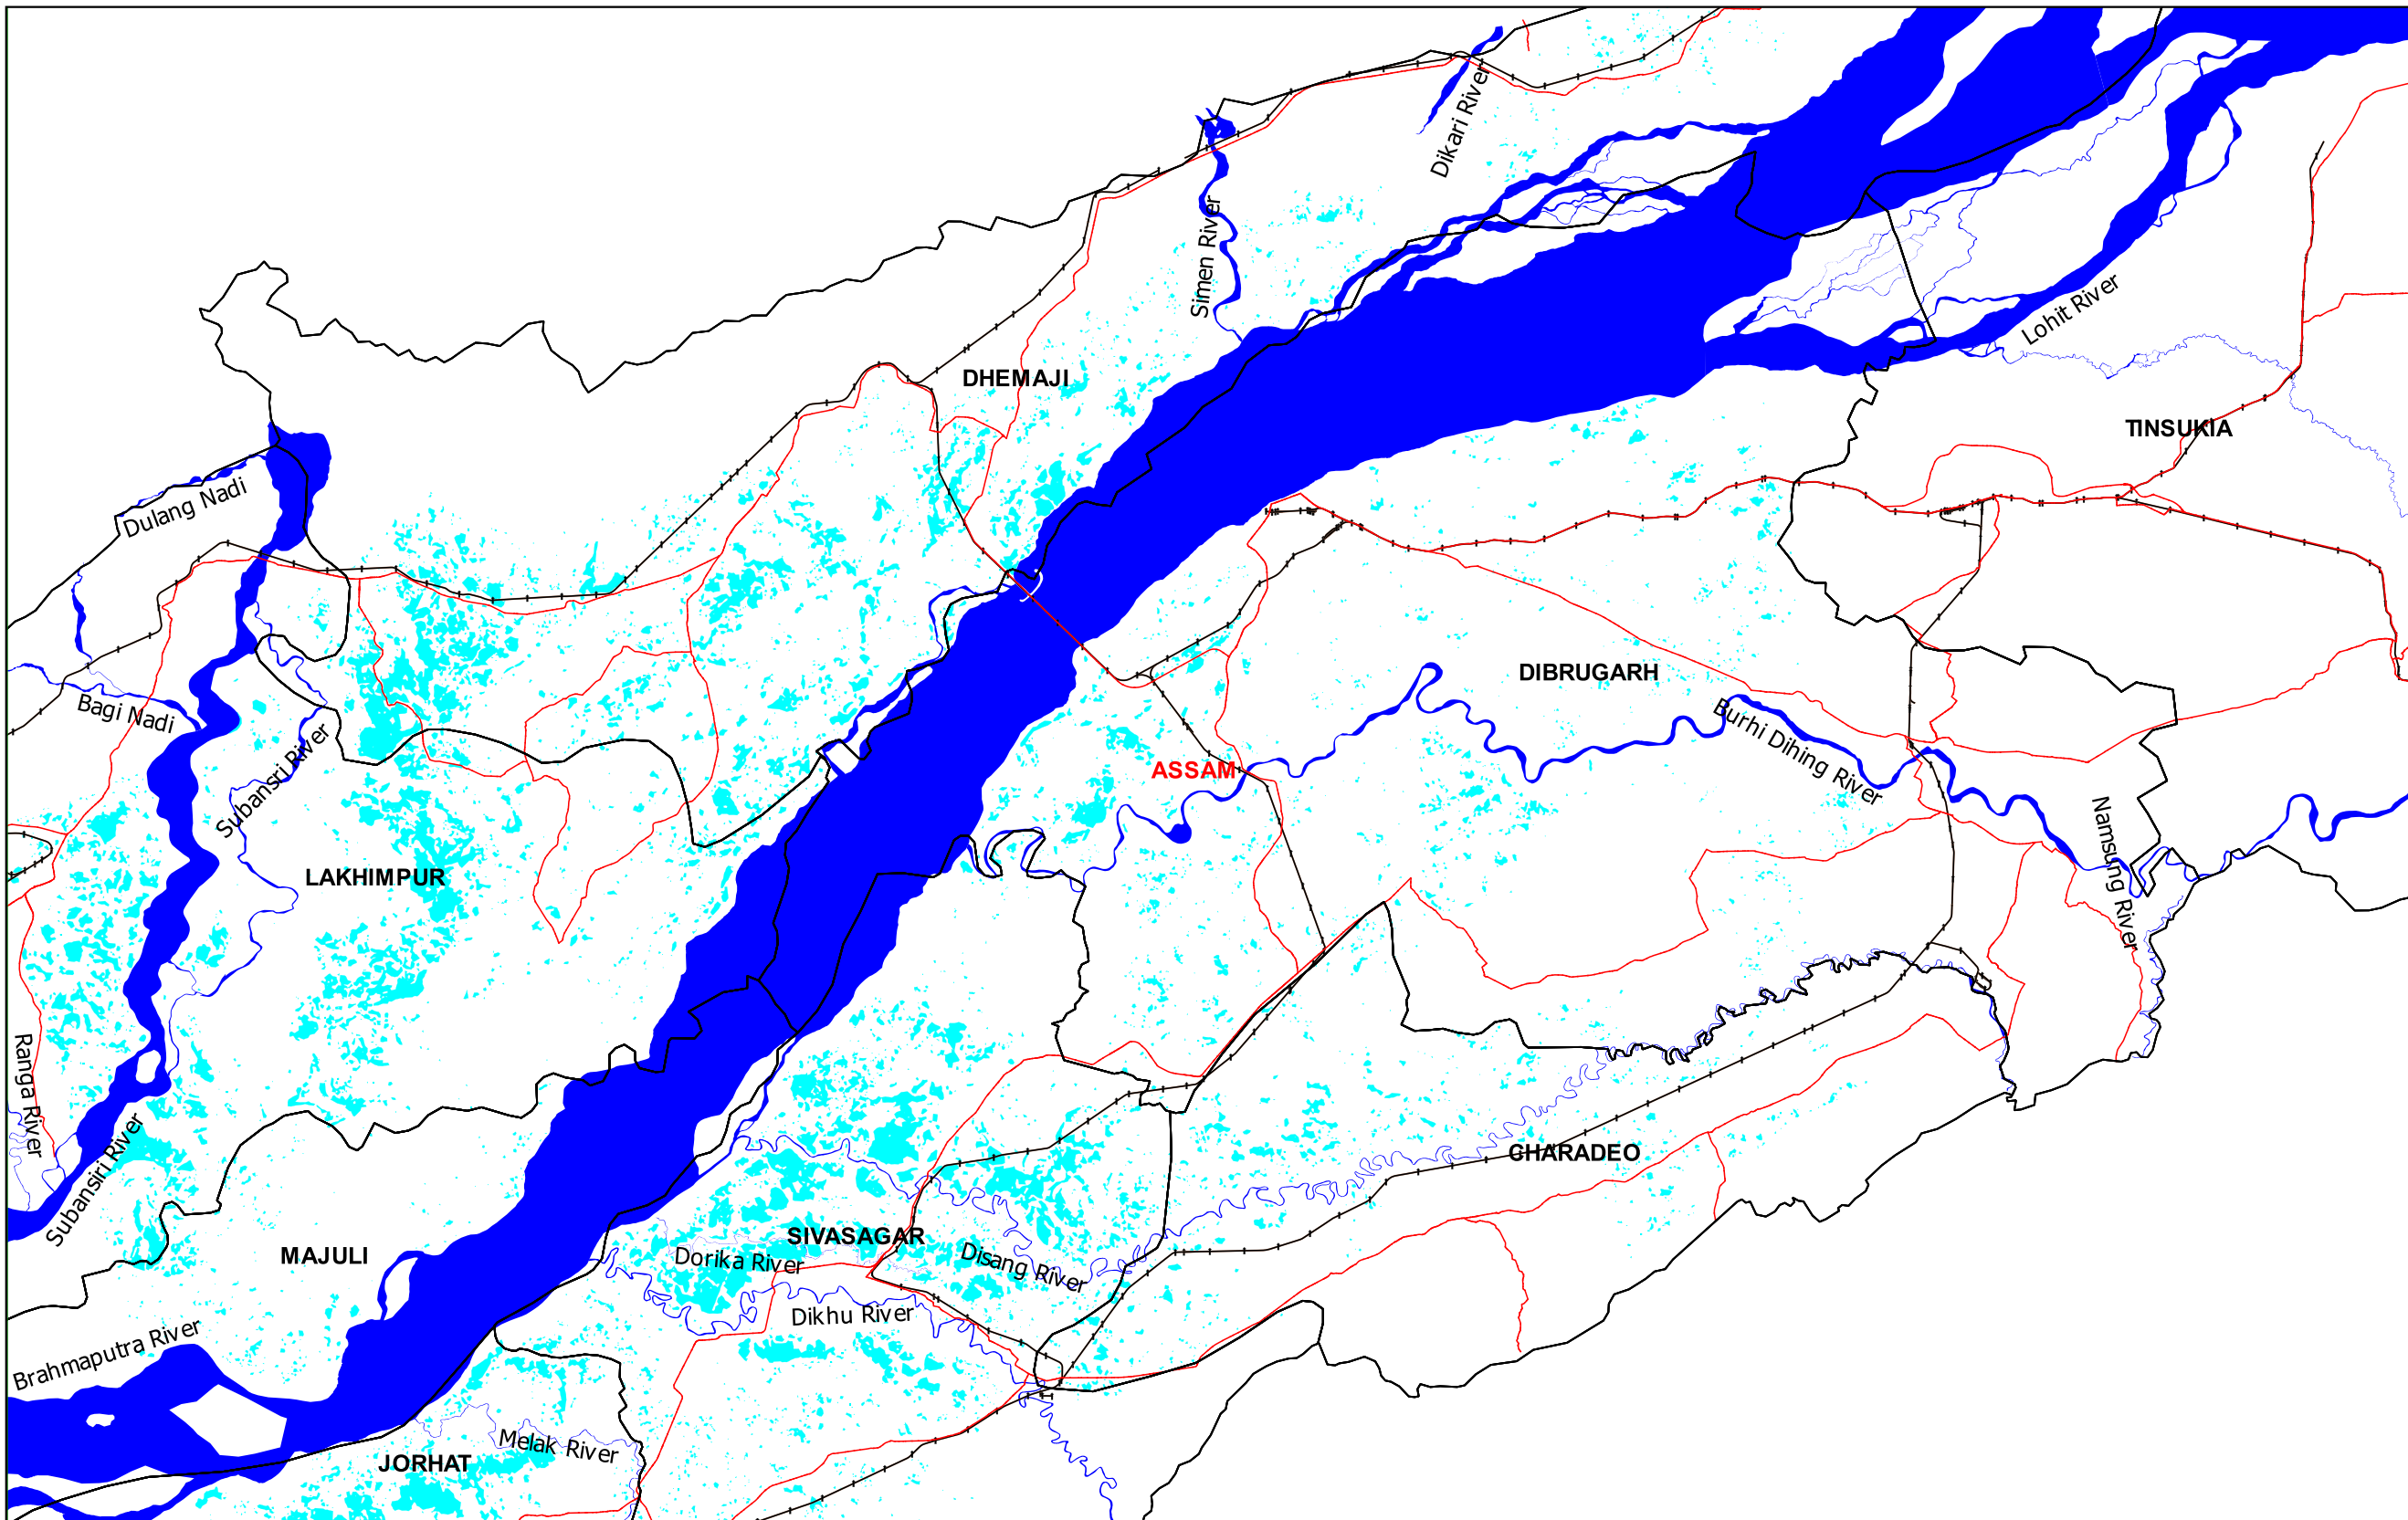 Dikari River
Simen River
Lohit River
DHEMAJI
TINSUKIA
Dulang Nadi
DIBRUGARH
Bagi Nadi
Burhi Dihing River
Subansri River
ASSAM
LAKHIMPUR
Namsung River
Ranga River
CHARADEO
Subansiri River
SIVASAGAR
MAJULI
Dorika River
Disang River
Dikhu River
Brahmaputra River
Melak River
JORHAT